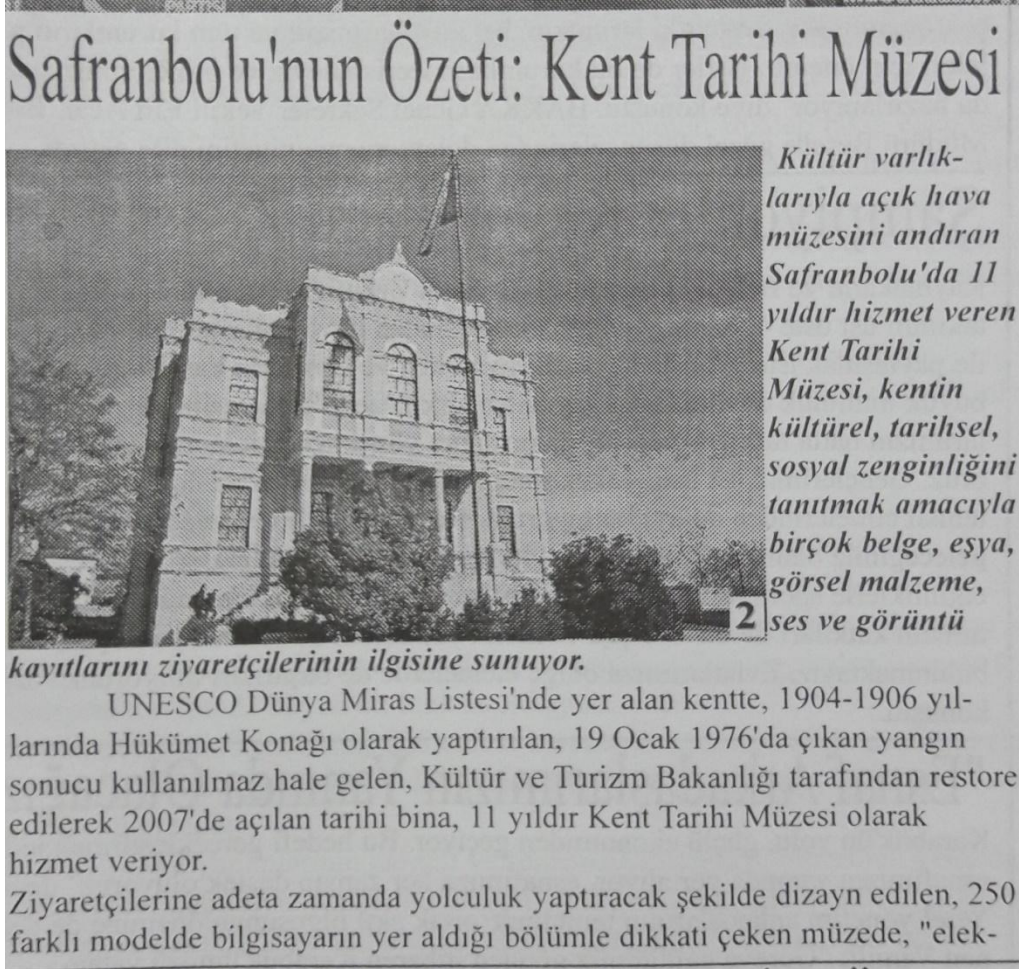 Safranbolu'nun Özeti: Kent Tarihi Müzesi
Kültür varlık-
larıyla açık hava
müzesini andıran
Safranbolu'da 11
yıldır hizmet veren
Kent Tarihi
Müzesi, kentin
kültürel, tarihsel,
sosyal zenginliğini
tanıtmak amacıyla
birçok belge, eşya,
görsel malzeme,
ses ve görüntü
2
kayıtlarını ziyaretçilerinin ilgisine sunuyor.
UNESCO Dünya Miras Listesi'nde yer alan kentte, 1904-1906 yıl-
larında Hükümet Konağı olarak yaptırılan, 19 Ocak 1976'da çıkan yangın
sonucu kullanılmaz hale gelen, Kültür ve Turizm Bakanlığı tarafından restore
edilerek 2007'de açılan tarihi bina, 11 yıldır Kent Tarihi Müzesi olarak
hizmet veriyor.
Ziyaretçilerine adeta zamanda yolculuk yaptıracak şekilde dizayn edilen, 250
farklı modelde bilgisayarın yer aldığı bölümle dikkati çeken müzede, "elek-